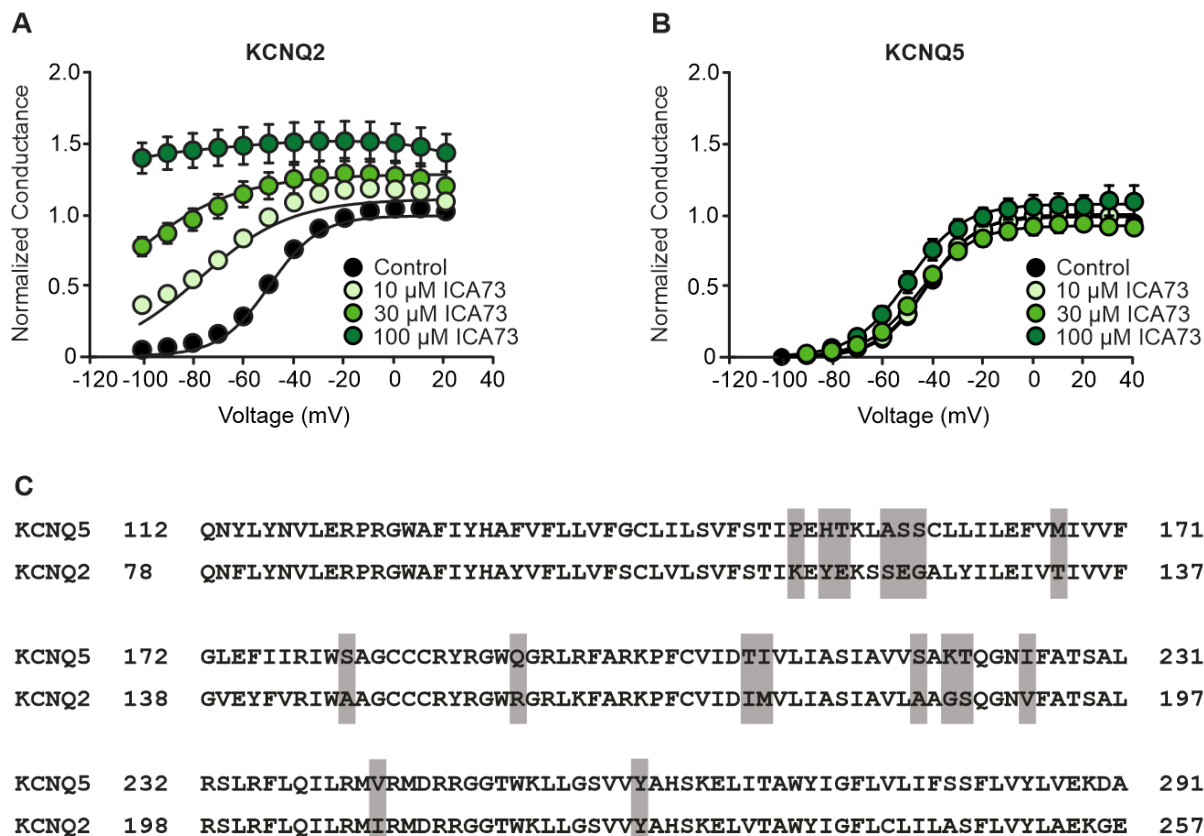 A
KCNQ2
Normalized Conductance
2.0
1.5
1.0
0.5
0
-120 -100 -80 -60 -40 -20 0 20 40
Voltage (mV)
Control
10 µM ICA73
30 µM ICA73
100 µM ICA73
B
KCNQ5
Normalized Conductance
2.0
1.5
1.0
0.5
0
-120 -100 -80 -60 -40 -20 0 20 40
Voltage (mV)
Control
10 µM ICA73
30 µM ICA73
100 µM ICA73
C
KCNQ5 112 QNYLYNVLERPRGWAFIYHAFVFLLVFGCLILSVFSTIPEHTKLASSCLLILEFVMIVVF 171
KCNQ2 78 QNFLYNVLERPRGWAFIYHAYVFLLVFSCLVLSVFSTIKEYEKSSEGALYILEIVTIVVF 137
KCNQ5 172 GLEFIIRIWSAGCCCRYRGWQGRLRFARKPFCVIDTIVLIASIAVVSAKTQGNIFATSAL 231
KCNQ2 138 GVEYFVRIWAAGCCCRYRGWRGRLKFARKPFCVIDIMVLIASIAVLAAGSQGNVFATSAL 197
KCNQ5 232 RSLRFLQILRMVRMDRRGGTWKLLGSVVYAHSKELITAWYIGFLVLIFSSFLVYLVEKDA 291
KCNQ2 198 RSLRFLQILRMIRMDRRGGTWKLLGSVVYAHSKELVTAWYIGFLCLILASFLVYLAEKGE 257